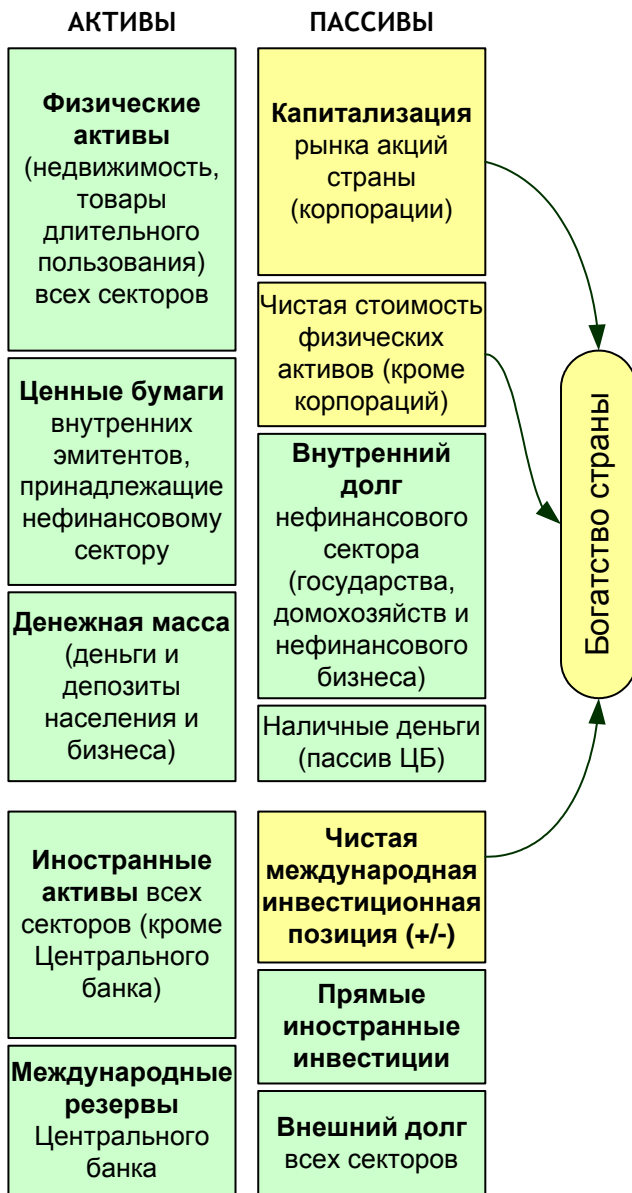 АКТИВЫ
ПАССИВЫ
Физические
активы
(недвижимость,
товары
длительного
пользования)
всех секторов
Ценные бумаги
внутренних
эмитентов,
принадлежащие
нефинансовому
сектору
Денежная масса
(деньги и
депозиты
населения и
бизнеса)
Иностранные
активы всех
секторов (кроме
Центрального
банка)
Международные
резервы
Центрального
банка
Капитализация
рынка акций
страны
(корпорации)
Чистая стоимость
физических
активов (кроме
корпораций)
Внутренний
долг
нефинансового
сектора
(государства,
домохозяйств и
нефинансового
бизнеса)
Наличные деньги
(пассив ЦБ)
Чистая
международная
инвестиционная
позиция (+/-)
Прямые
иностранные
инвестиции
Внешний долг
всех секторов
Богатство страны